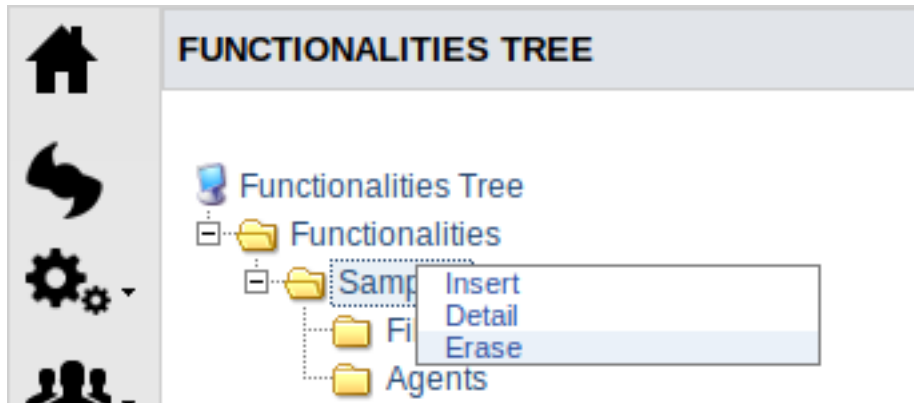 FUNCTIONALITIES TREE
Functionalities Tree
Functionalities
Insert
Detail
Erase
Agents